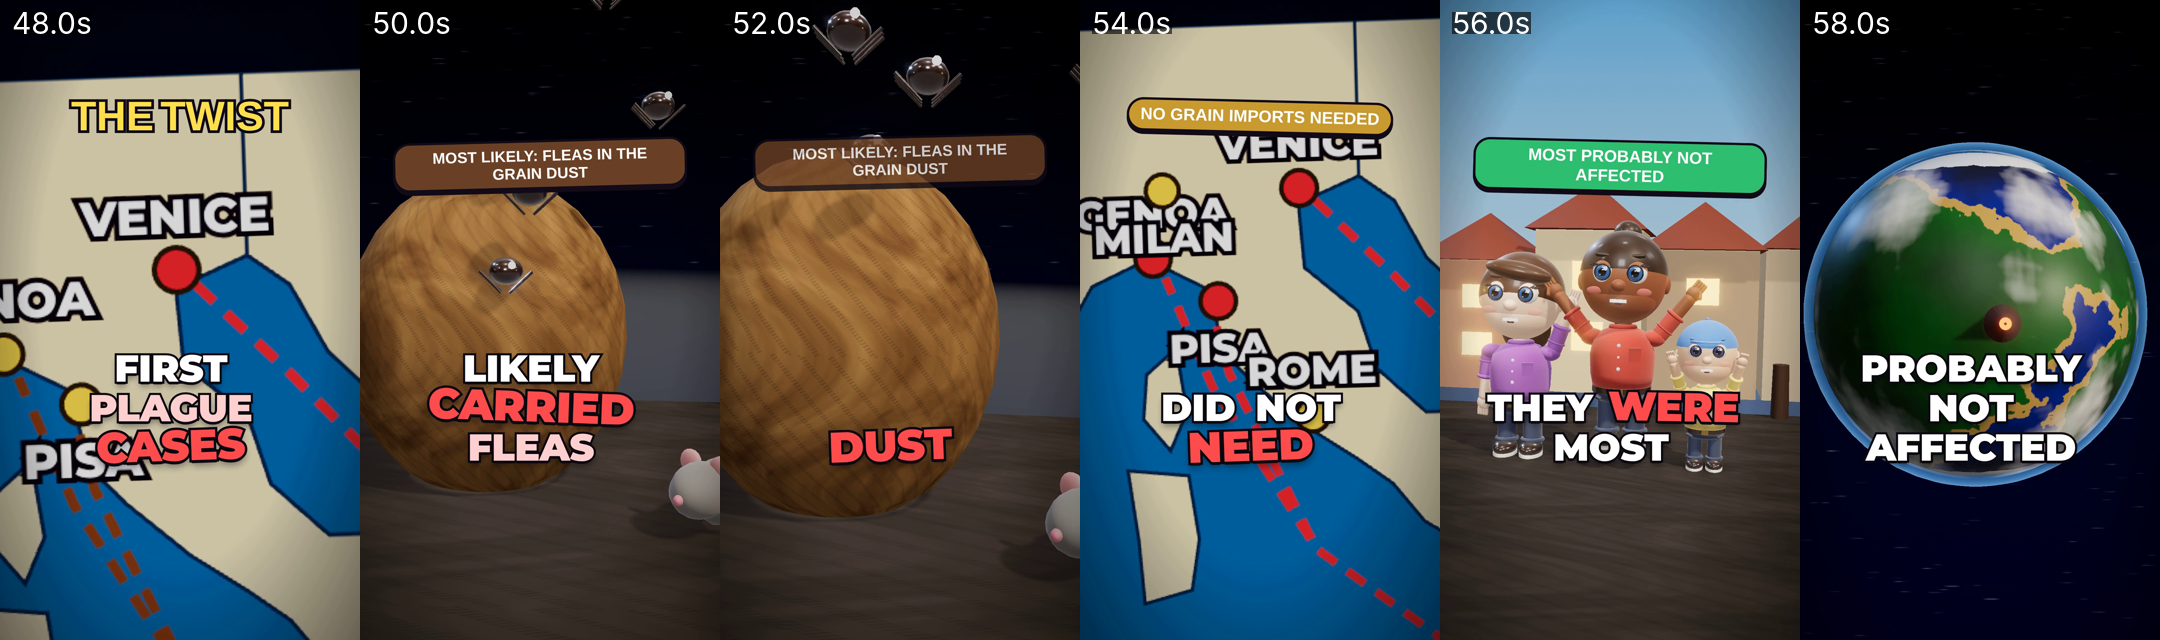 48.0s
THE TWIST
VENICE
NOA
FIRST
PLAGUE
CASES
PISA
50.0s
MOST LIKELY: FLEAS IN THE
GRAIN DUST
LIKELY
CARRIED
FLEAS
52.0s
MOST LIKELY: FLEAS IN THE
GRAIN DUST
DUST
54.0s
NO GRAIN IMPORTS NEEDED
VENICE
GENOA
MILAN
PISA
ROME
DID NOT
NEED
56.0s
MOST PROBABLY NOT
AFFECTED
THEY WERE
MOST
58.0s
PROBABLY
NOT
AFFECTED